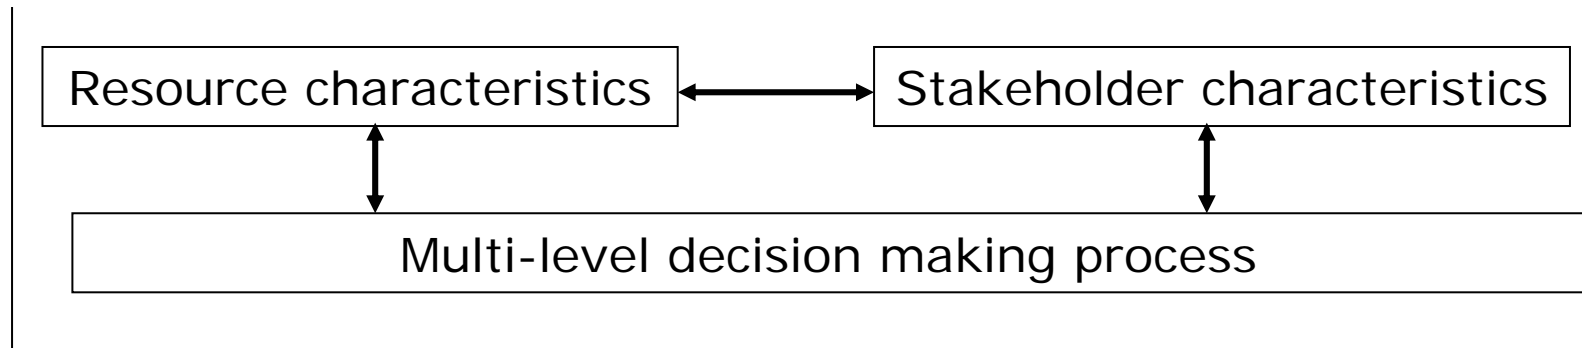 Resource characteristics
Stakeholder characteristics
Multi-level decision making process